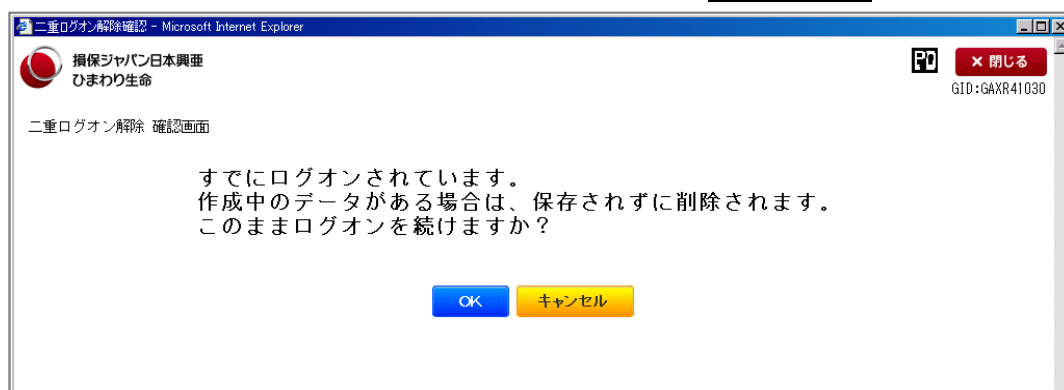 二重ログオン解除確認 - Microsoft Internet Explorer
損保ジャパン日本興亜
ひまわり生命
PD
× 閉じる
GID:GAXR41030
二重ログオン解除 確認画面
すでにログオンされています。
作成中のデータがある場合は、保存されずに削除されます。
このままログオンを続けますか?
OK
キャンセル